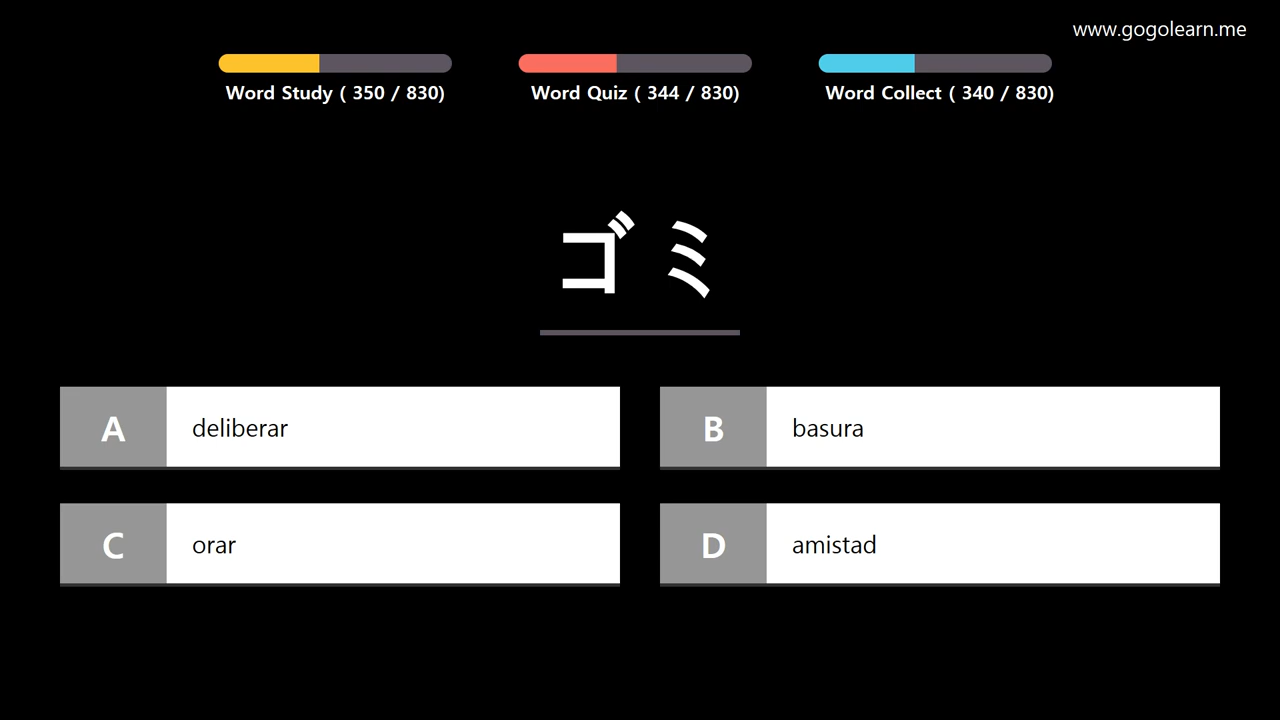 www.gogolearn.me
Word Study ( 350 / 830)
Word Quiz ( 344 / 830)
Word Collect ( 340 / 830)
ゴミ
A deliberar
B basura
C orar
D amistad